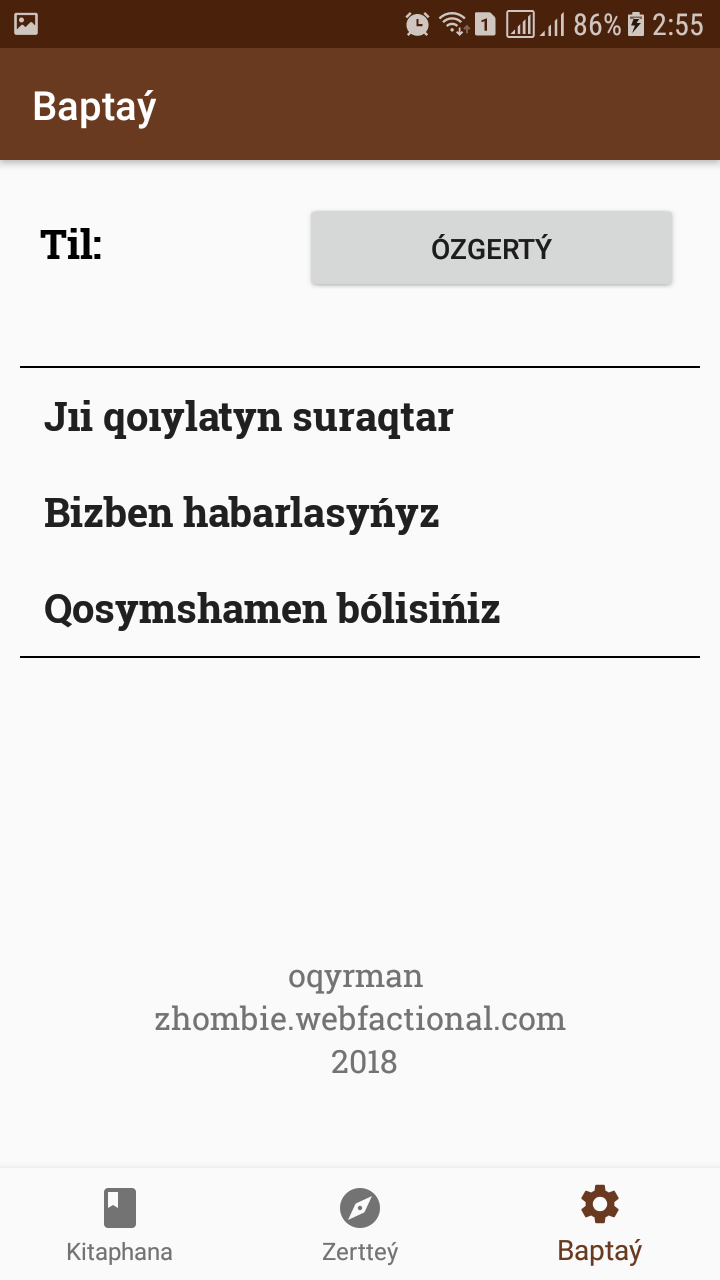 1 86% 2:55
Baptaý
Til:
ÓZGERTÝ
Jıi qoıylatyn suraqtar
Bizben habarlasyńyz
Qosymshamen bólisińiz
oqyrman
zhombie.webfactional.com
2018
Kitaphana Zertteý Baptaý